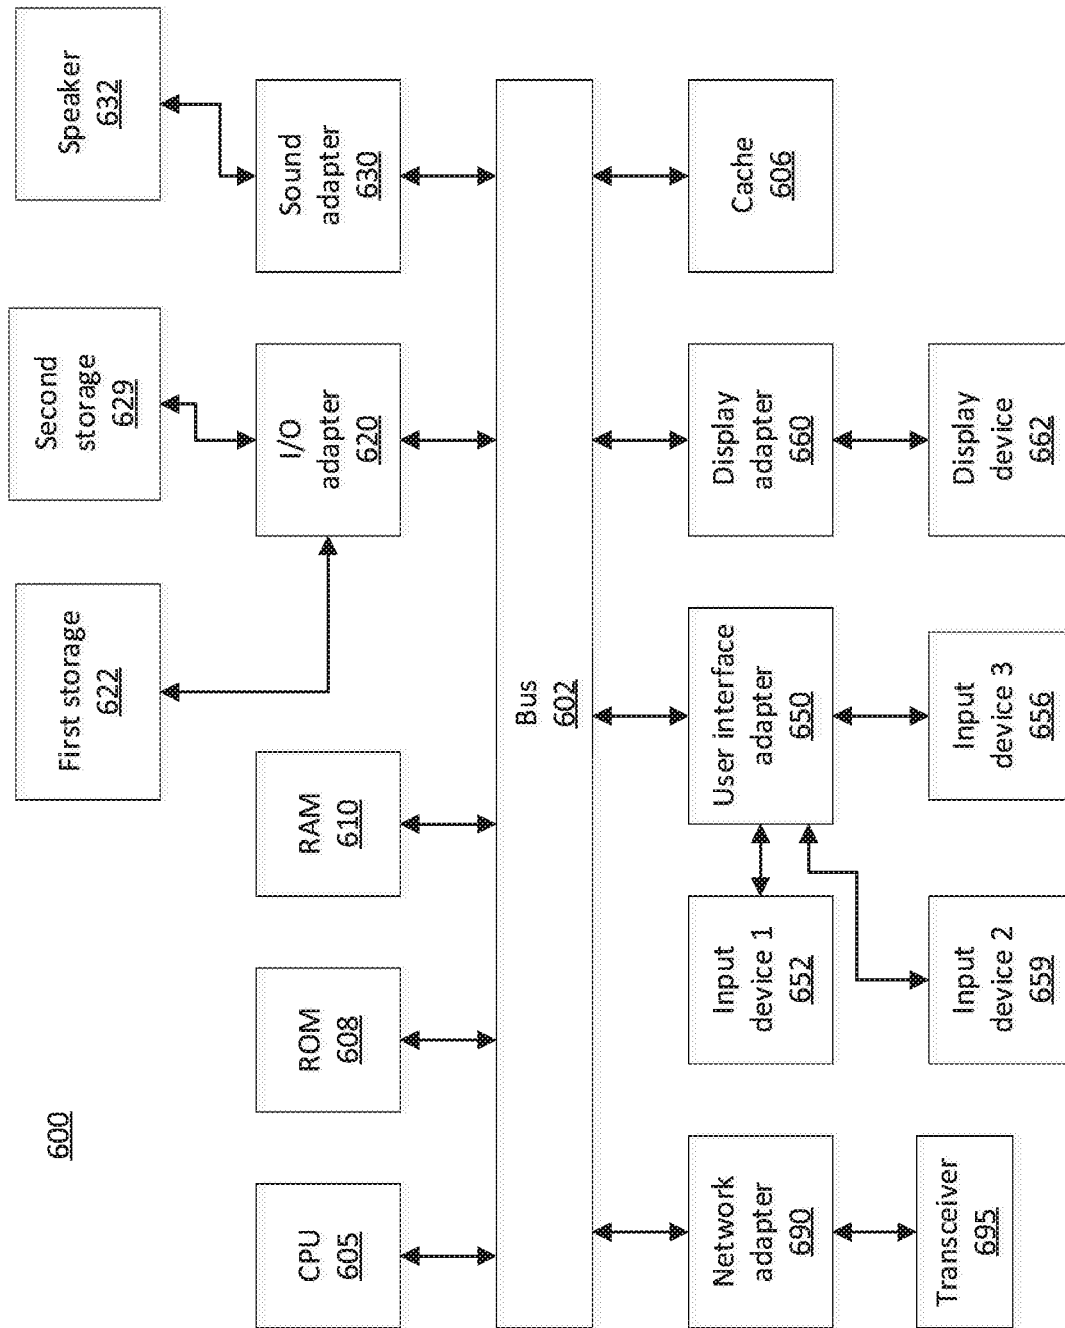 600
First storage
622
Second
storage
629
Speaker
632
CPU
605
ROM
608
RAM
610
I/O
adapter
620
Sound
adapter
630
Bus
602
Network
adapter
690
Input
device 1
652
User interface
adapter
650
Display
adapter
660
Cache
606
Transceiver
695
Input
device 2
659
Input
device 3
656
Display
device
662